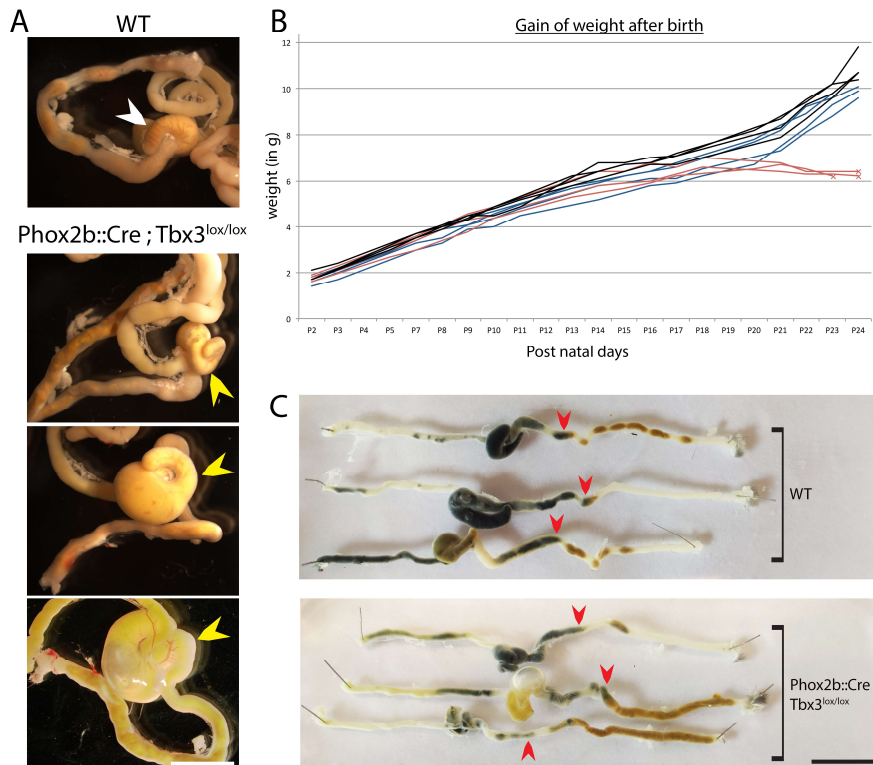 A
WT
Phox2b::Cre ; Tbx3lox/lox
B
Gain of weight after birth
12
10
8
6
4
2
0
weight (in g)
P2 P3 P4 P5 P7 P8 P9 P10 P11 P12 P13 P14 P15 P16 P17 P18 P19 P20 P21 P22 P23 P24
Post natal days
C
WT
Phox2b::Cre
Tbx3lox/lox